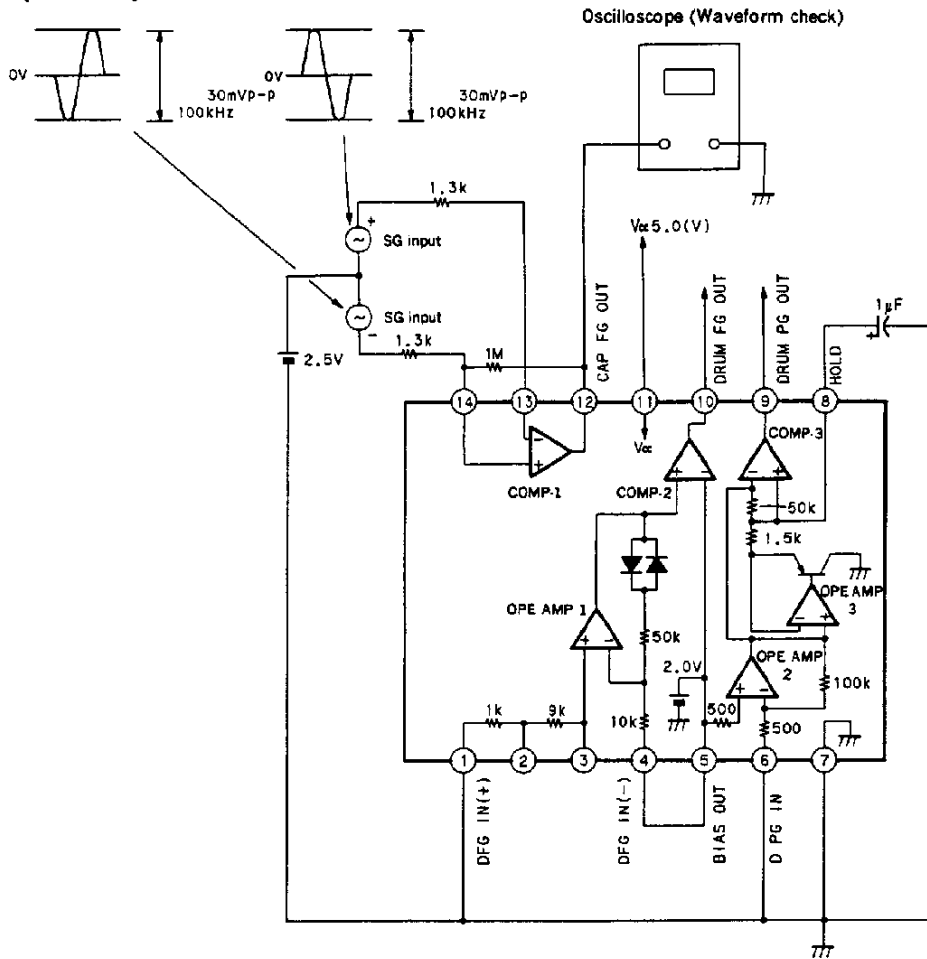 Oscilloscope (Waveform check)
0V
30mVp-p
100kHz
0V
30mVp-p
100kHz
1.3k
+
SG input
SG input
-
1.3k
2.5V
1M
CAP FG OUT
Vcc 5.0(V)
DRUM FG OUT
DRUM PG OUT
HOLD
1μF
+
14
13
12
11
10
9
8
Vcc
- +
COMP-1
COMP-2
+ -
COMP-3
- +
50k
1.5k
OPE AMP 1
+ -
50k
OPE AMP
3
- +
OPE AMP
2
+ -
100k
2.0V
500
500
1k
9k
10k
1
2
3
4
5
6
7
DFG IN(+)
DFG IN(-)
BIAS OUT
D PG IN